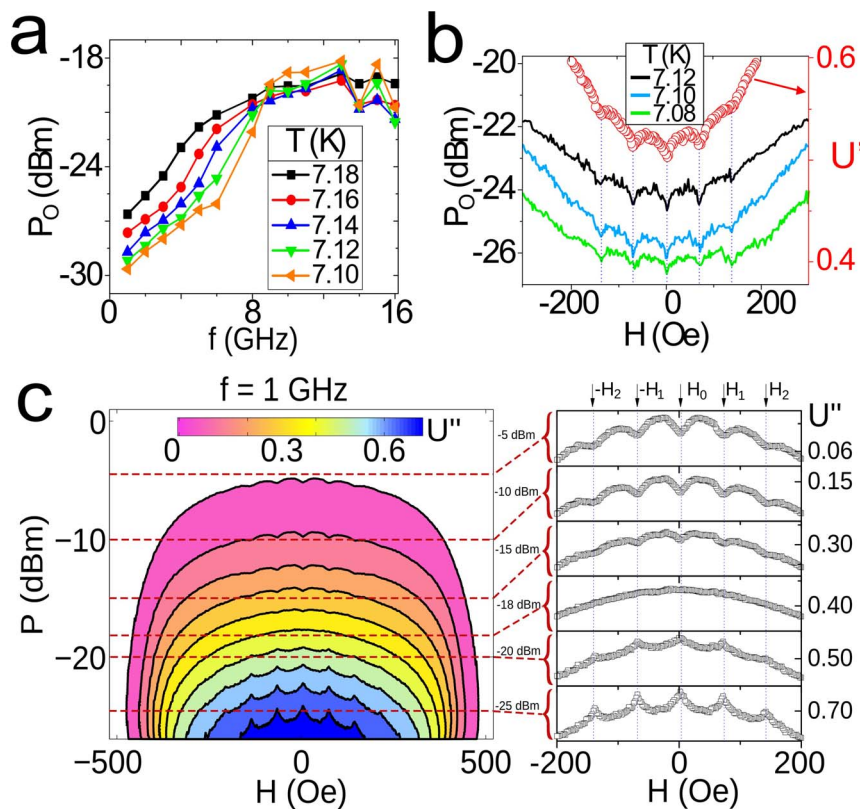 a
P_O (dBm)
-18
-24
-30
T (K)
7.18
7.16
7.14
7.12
7.10
0 8 16
f (GHz)
b
P_O (dBm)
-20
-22
-24
-26
T (K)
7.12
7.10
7.08
0.6
U'
0.4
-200 0 200
H (Oe)
c
f = 1 GHz
0 0.3 0.6 U"
P (dBm)
0
-10
-20
-500 0 500
H (Oe)
-5 dBm
-10 dBm
-15 dBm
-18 dBm
-20 dBm
-25 dBm
-H₂ -H₁ H₀ H₁ H₂
U"
0.06
0.15
0.30
0.40
0.50
0.70
-200 0 200
H (Oe)